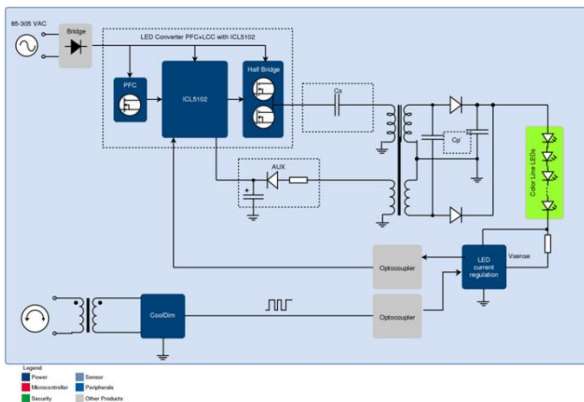 85-305 VAC
Bridge
LED Converter PFC+LCC with ICL5102
PFC
ICL5102
Half Bridge
Cs
Cp
Color Line LEDs
AUX
+
Optocoupler
LED
current
regulation
Vsense
CoolDim
Optocoupler
Legend
Power
Sensor
Microcontroller
Peripherals
Security
Other Products